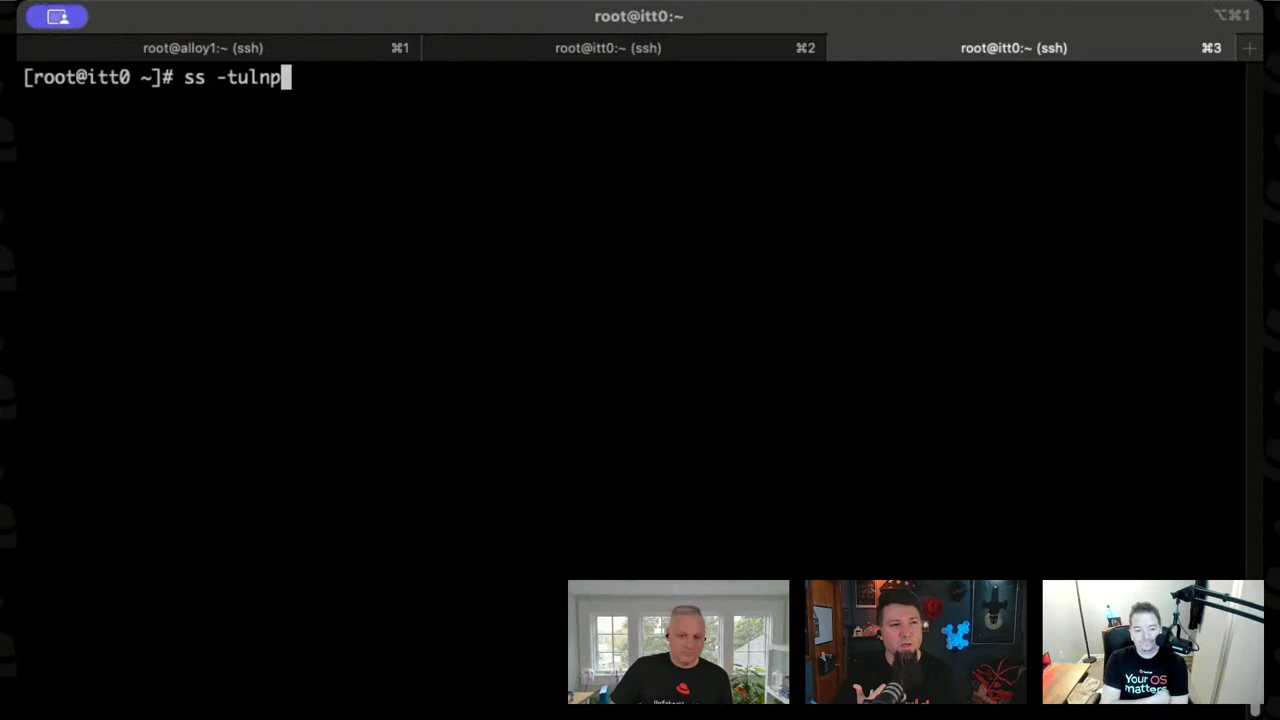 root@itt0:~
⌥⌘1
root@alloy1:~ (ssh) ⌘1
root@itt0:~ (ssh) ⌘2
root@itt0:~ (ssh) ⌘3
[root@itt0 ~]# ss -tulnp
Your OS
matters.